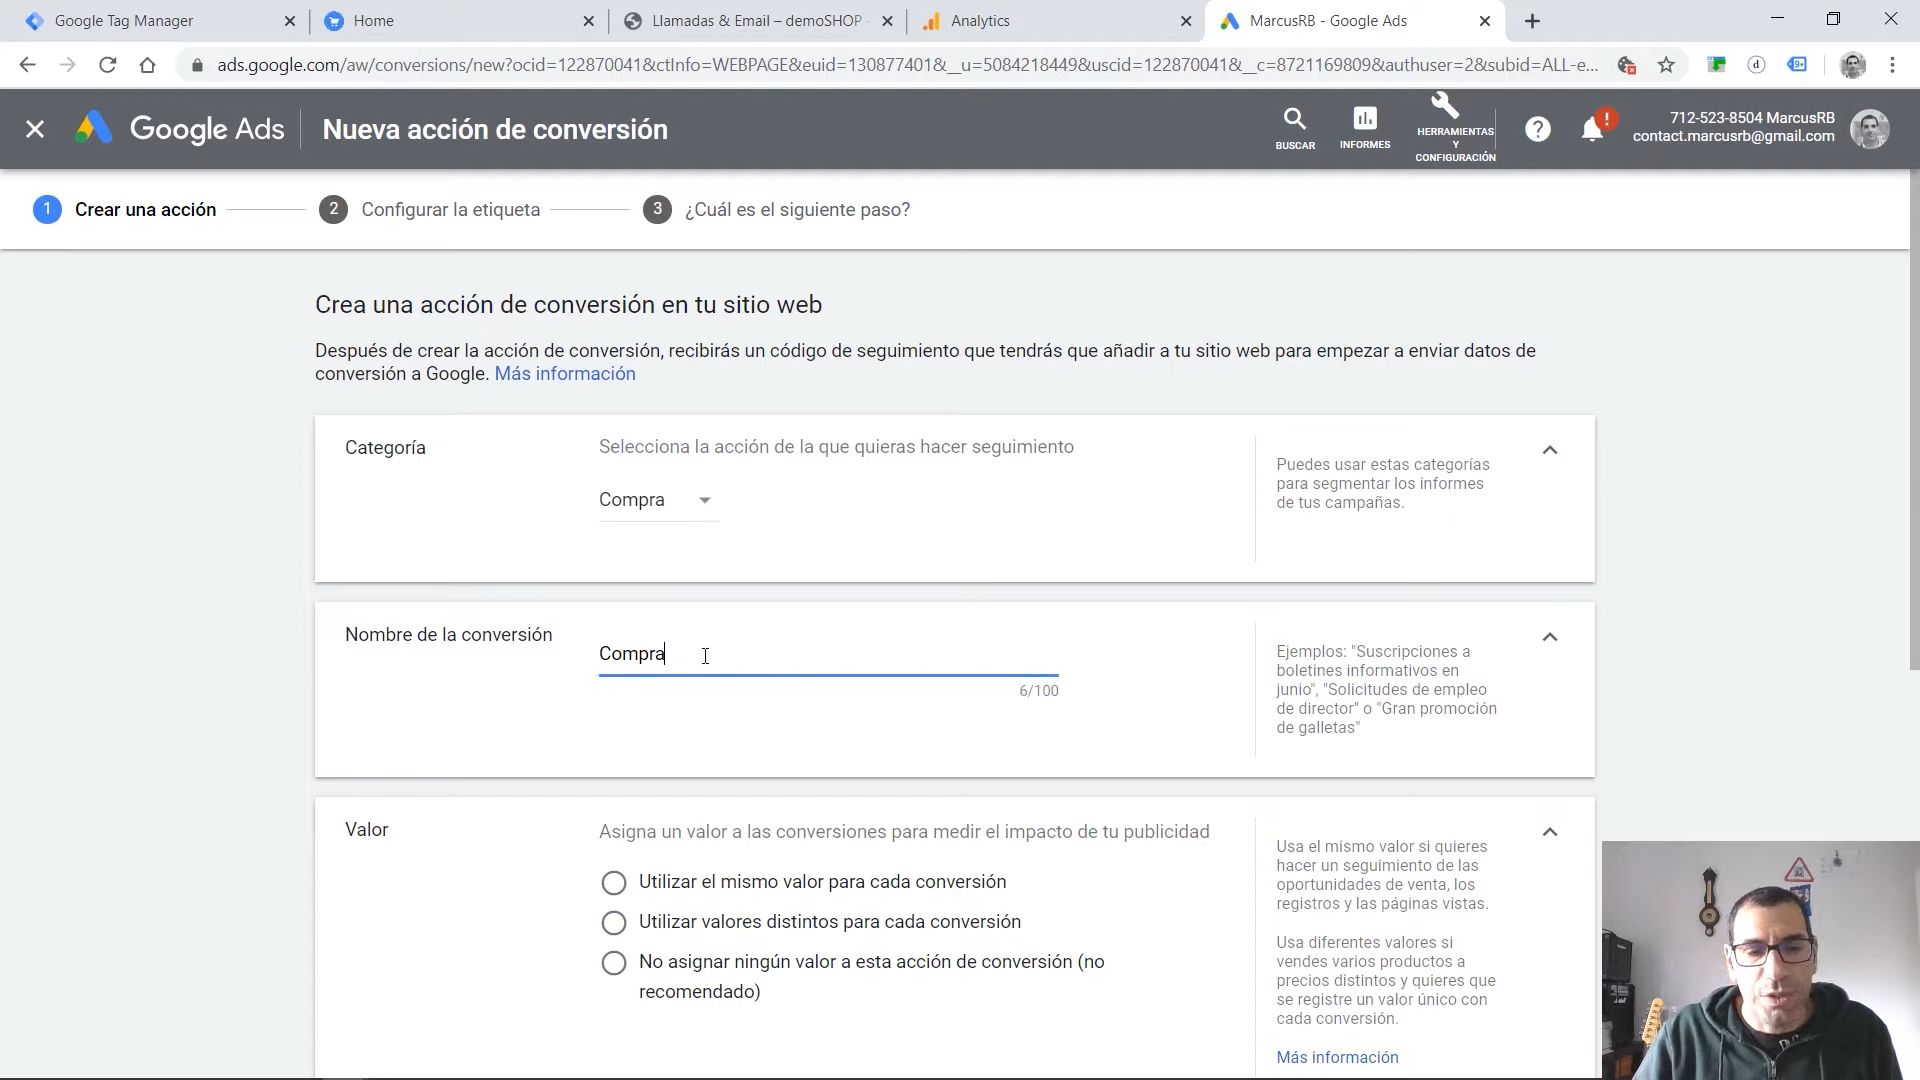 Google Tag Manager
Home
Llamadas & Email – demoSHOP -
Analytics
MarcusRB - Google Ads
ads.google.com/aw/conversions/new?ocid=122870041&ctInfo=WEBPAGE&euid=130877401&__u=5084218449&uscid=122870041&__c=8721169809&authuser=2&subid=ALL-e...
Google Ads
Nueva acción de conversión
BUSCAR
INFORMES
HERRAMIENTAS
Y
CONFIGURACIÓN
712-523-8504 MarcusRB
contact.marcusrb@gmail.com
1 Crear una acción
2 Configurar la etiqueta
3 ¿Cuál es el siguiente paso?
Crea una acción de conversión en tu sitio web
Después de crear la acción de conversión, recibirás un código de seguimiento que tendrás que añadir a tu sitio web para empezar a enviar datos de
conversión a Google. Más información
Categoría
Selecciona la acción de la que quieras hacer seguimiento
Compra
Puedes usar estas categorías
para segmentar los informes
de tus campañas.
Nombre de la conversión
Compra
6/100
Ejemplos: "Suscripciones a
boletines informativos en
junio", "Solicitudes de empleo
de director" o "Gran promoción
de galletas"
Valor
Asigna un valor a las conversiones para medir el impacto de tu publicidad
Utilizar el mismo valor para cada conversión
Utilizar valores distintos para cada conversión
No asignar ningún valor a esta acción de conversión (no
recomendado)
Usa el mismo valor si quieres
hacer un seguimiento de las
oportunidades de venta, los
registros y las páginas vistas.
Usa diferentes valores si
vendes varios productos a
precios distintos y quieres que
se registre un valor único con
cada conversión.
Más información